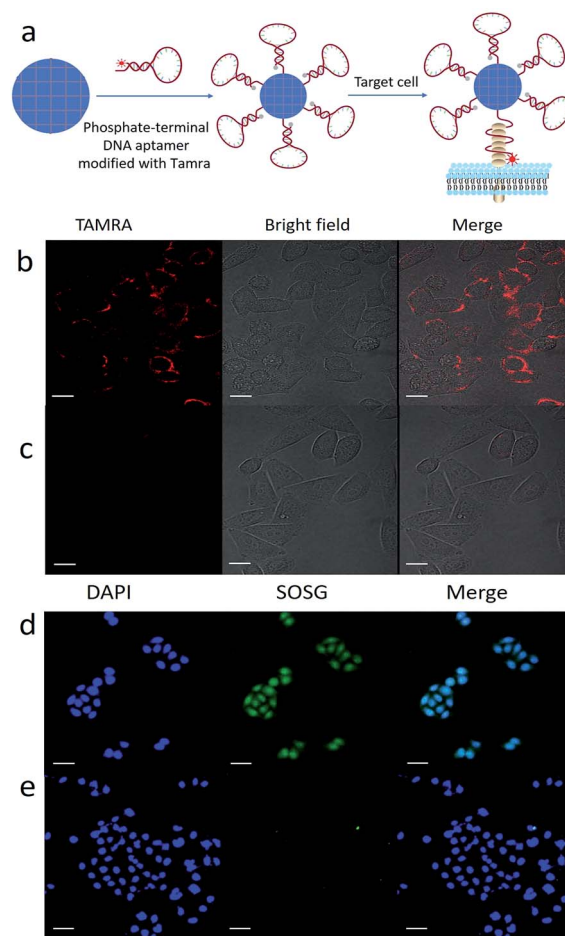 a
Target cell
Phosphate-terminal
DNA aptamer
modified with Tamra
TAMRA Bright field Merge
b
c
DAPI SOSG Merge
d
e